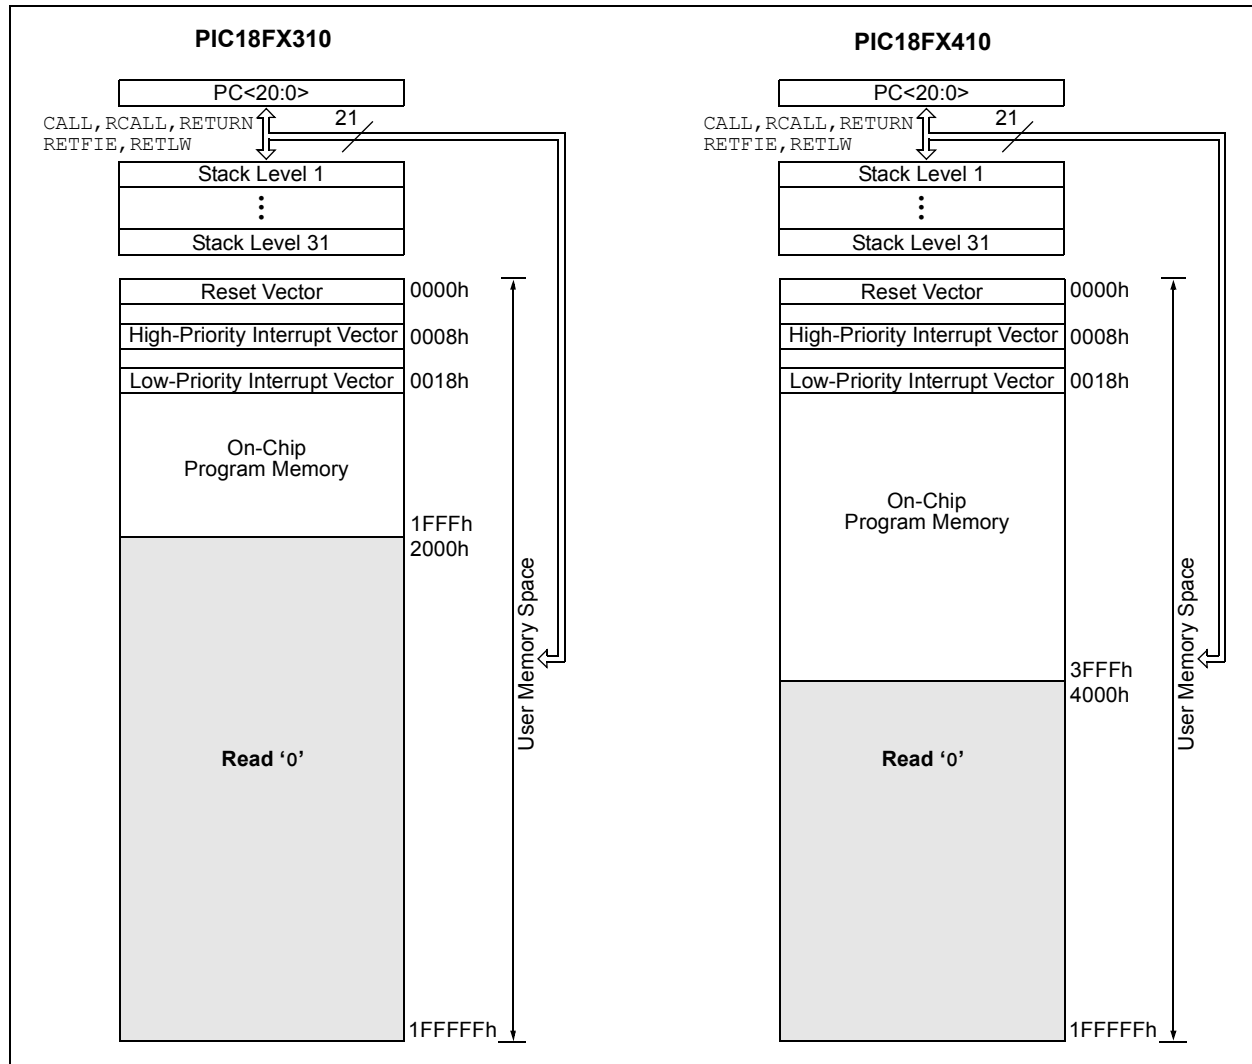 PIC18FX310
PC<20:0>
CALL,RCALL,RETURN
RETFIE,RETLW
21
Stack Level 1
Stack Level 31
Reset Vector
0000h
High-Priority Interrupt Vector
0008h
Low-Priority Interrupt Vector
0018h
On-Chip
Program Memory
1FFFh
2000h
Read ‘0’
1FFFFFh
User Memory Space
PIC18FX410
PC<20:0>
CALL,RCALL,RETURN
RETFIE,RETLW
21
Stack Level 1
Stack Level 31
Reset Vector
0000h
High-Priority Interrupt Vector
0008h
Low-Priority Interrupt Vector
0018h
On-Chip
Program Memory
3FFFh
4000h
Read ‘0’
1FFFFFh
User Memory Space